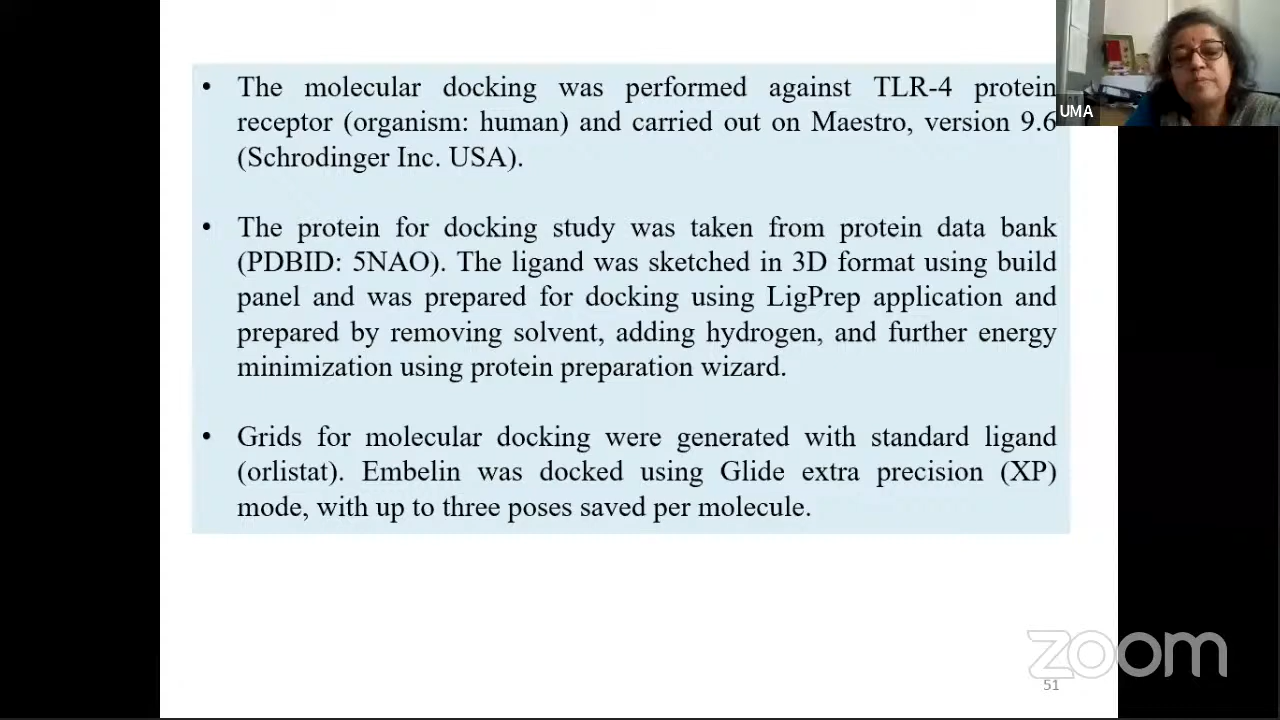 • The molecular docking was performed against TLR-4 protein
receptor (organism: human) and carried out on Maestro, version 9.6
(Schrodinger Inc. USA).
• The protein for docking study was taken from protein data bank
(PDBID: 5NAO). The ligand was sketched in 3D format using build
panel and was prepared for docking using LigPrep application and
prepared by removing solvent, adding hydrogen, and further energy
minimization using protein preparation wizard.
• Grids for molecular docking were generated with standard ligand
(orlistat). Embelin was docked using Glide extra precision (XP)
mode, with up to three poses saved per molecule.
UMA
zoom
51